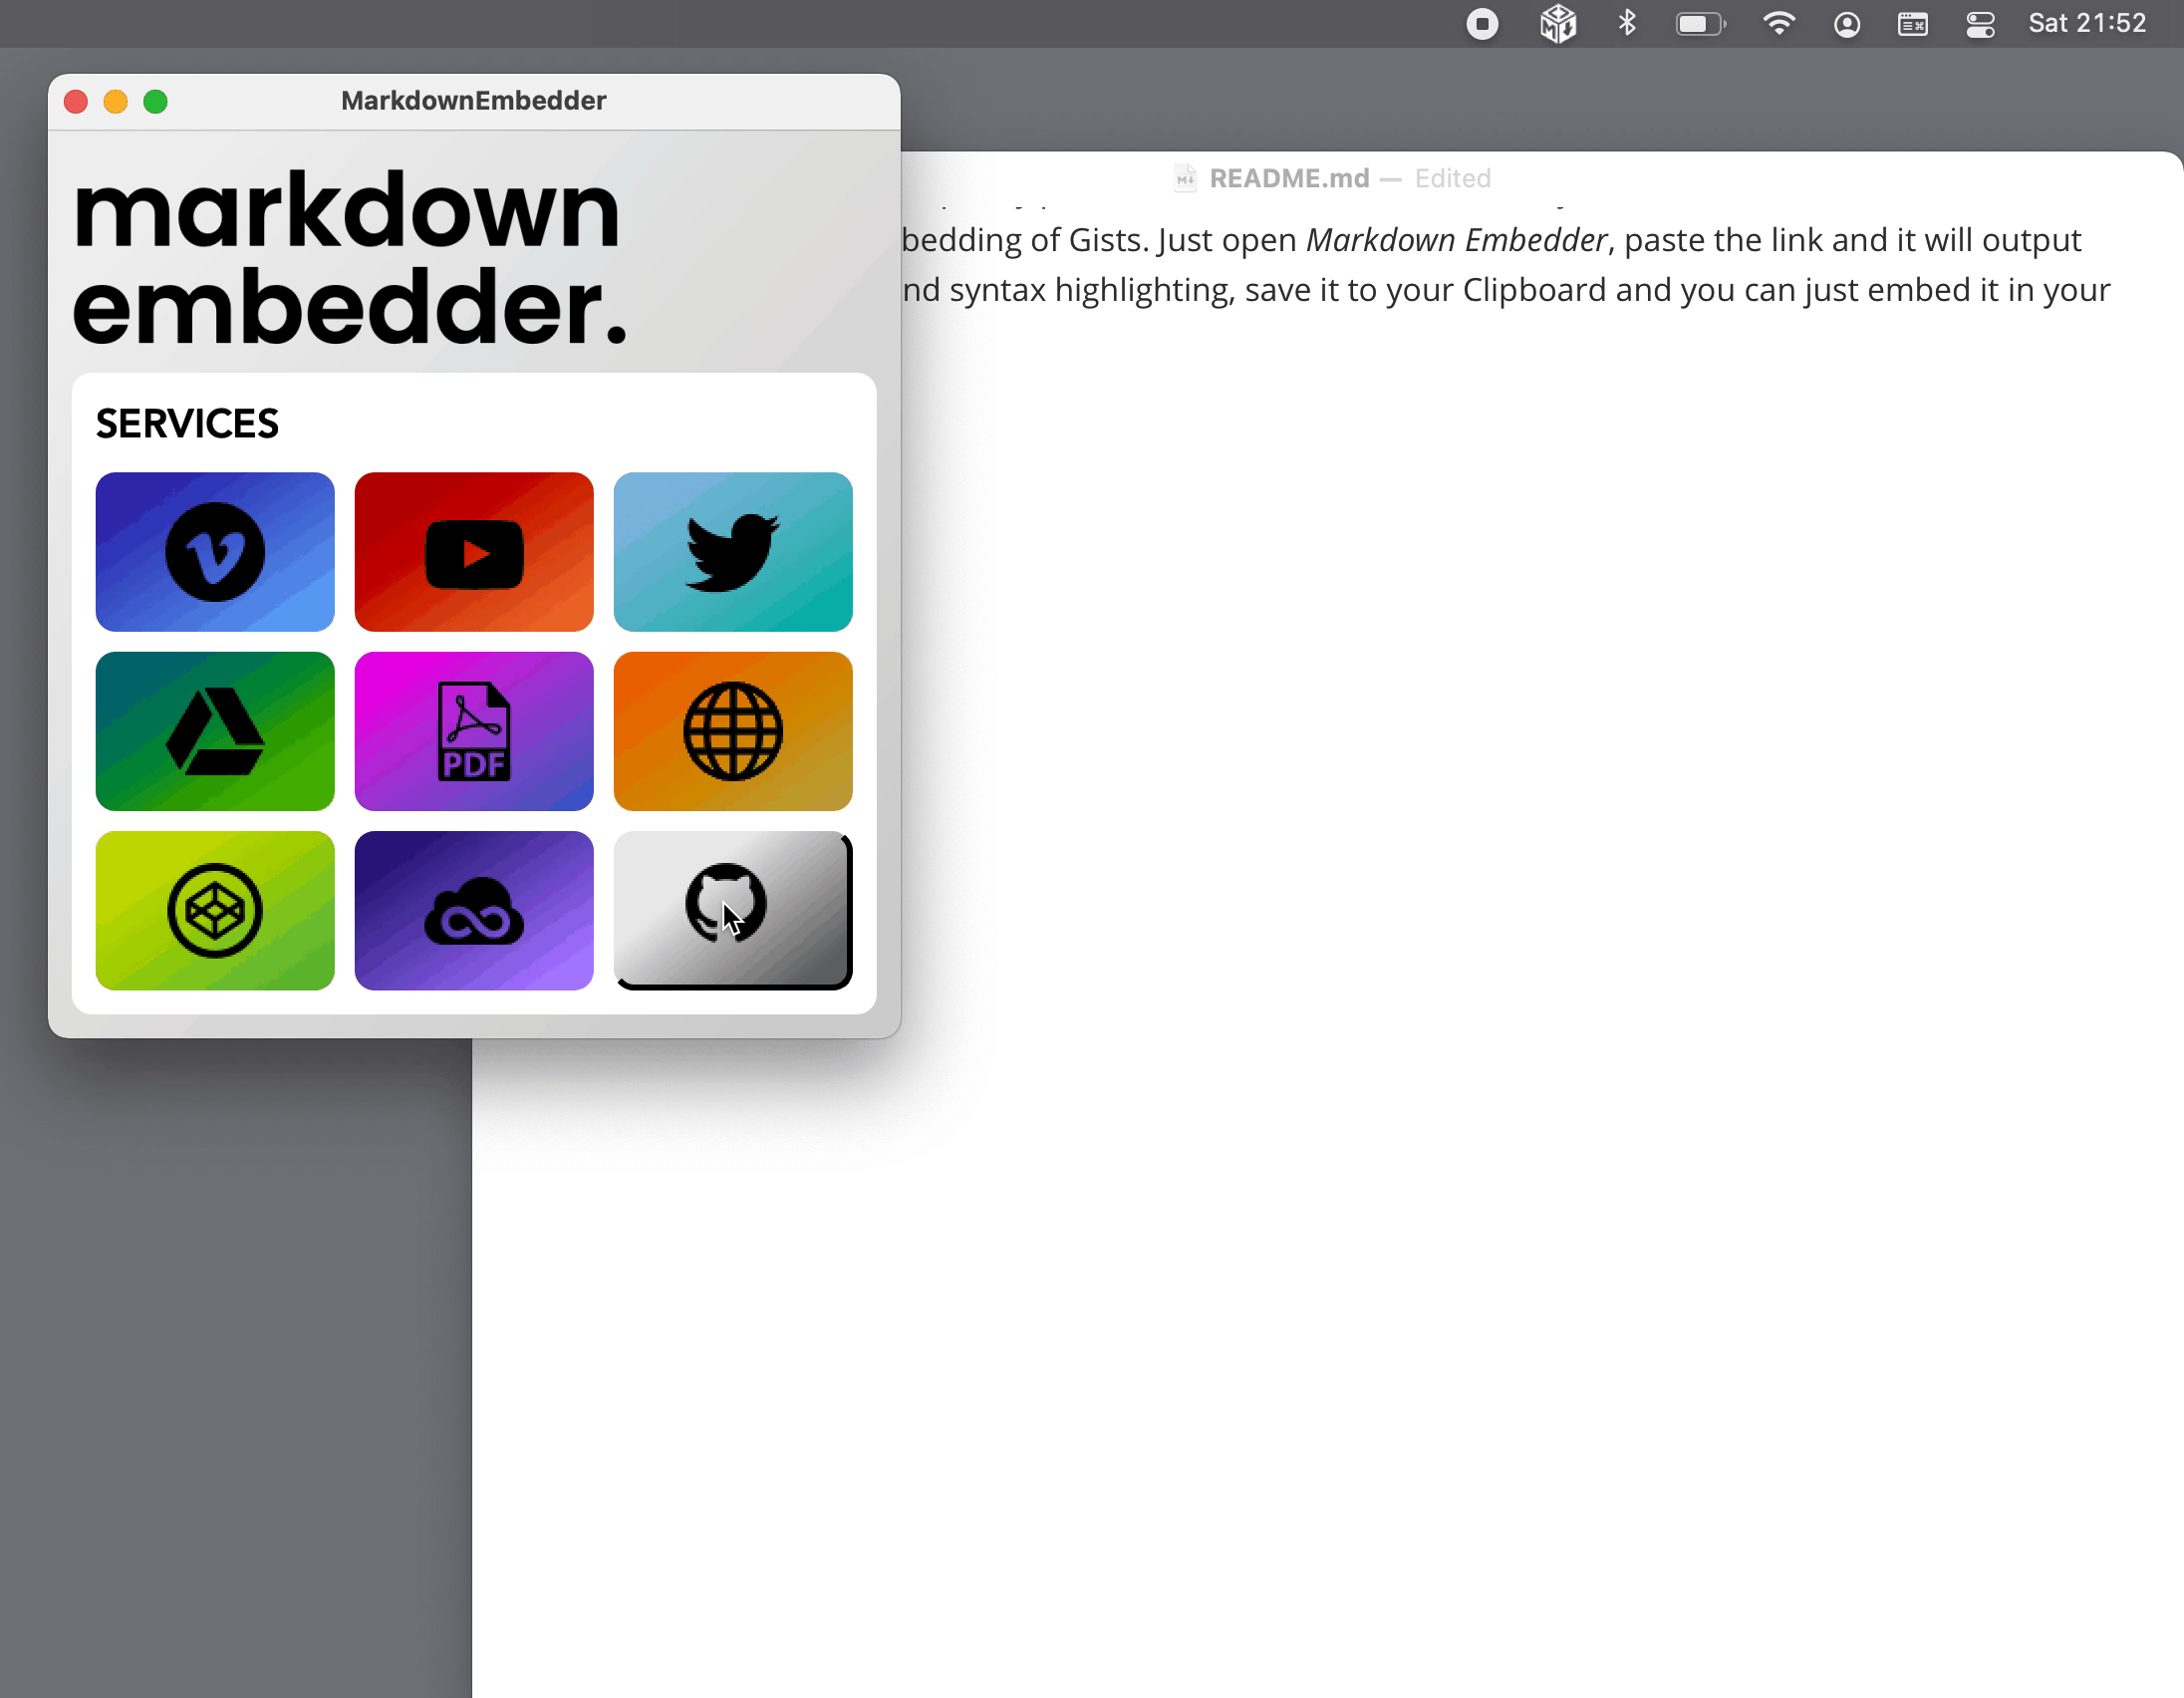 Sat 21:52
MarkdownEmbedder
markdown
embedder.
SERVICES
PDF
README.md — Edited
bedding of Gists. Just open Markdown Embedder, paste the link and it will output
nd syntax highlighting, save it to your Clipboard and you can just embed it in your